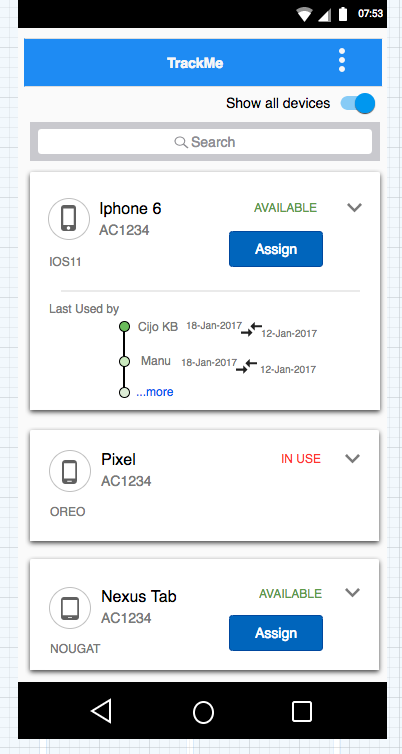 07:53
TrackMe
Show all devices
Search
Iphone 6
AVAILABLE
AC1234
Assign
IOS11
Last Used by
Cijo KB 18-Jan-2017 12-Jan-2017
Manu 18-Jan-2017 12-Jan-2017
...more
Pixel
IN USE
AC1234
OREO
Nexus Tab
AVAILABLE
AC1234
Assign
NOUGAT